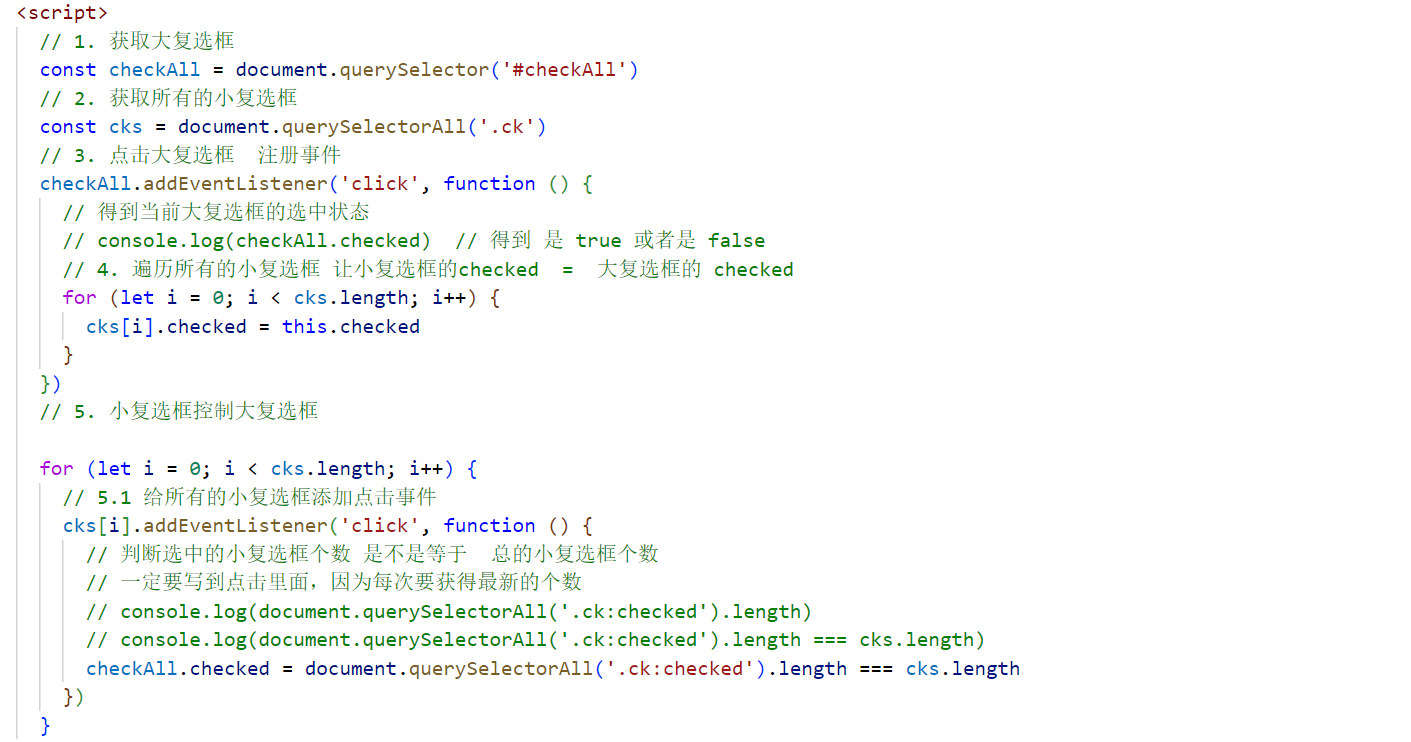 <script>
// 1. 获取大复选框
const checkAll = document.querySelector('#checkAll')
// 2. 获取所有的小复选框
const cks = document.querySelectorAll('.ck')
// 3. 点击大复选框  注册事件
checkAll.addEventListener('click', function () {
// 得到当前大复选框的选中状态
// console.log(checkAll.checked)  // 得到 是 true 或者是 false
// 4. 遍历所有的小复选框 让小复选框的checked  =  大复选框的 checked
for (let i = 0; i < cks.length; i++) {
cks[i].checked = this.checked
}
})
// 5. 小复选框控制大复选框
for (let i = 0; i < cks.length; i++) {
// 5.1 给所有的小复选框添加点击事件
cks[i].addEventListener('click', function () {
// 判断选中的小复选框个数 是不是等于  总的小复选框个数
// 一定要写到点击里面，因为每次要获得最新的个数
// console.log(document.querySelectorAll('.ck:checked').length)
// console.log(document.querySelectorAll('.ck:checked').length === cks.length)
checkAll.checked = document.querySelectorAll('.ck:checked').length === cks.length
})
}